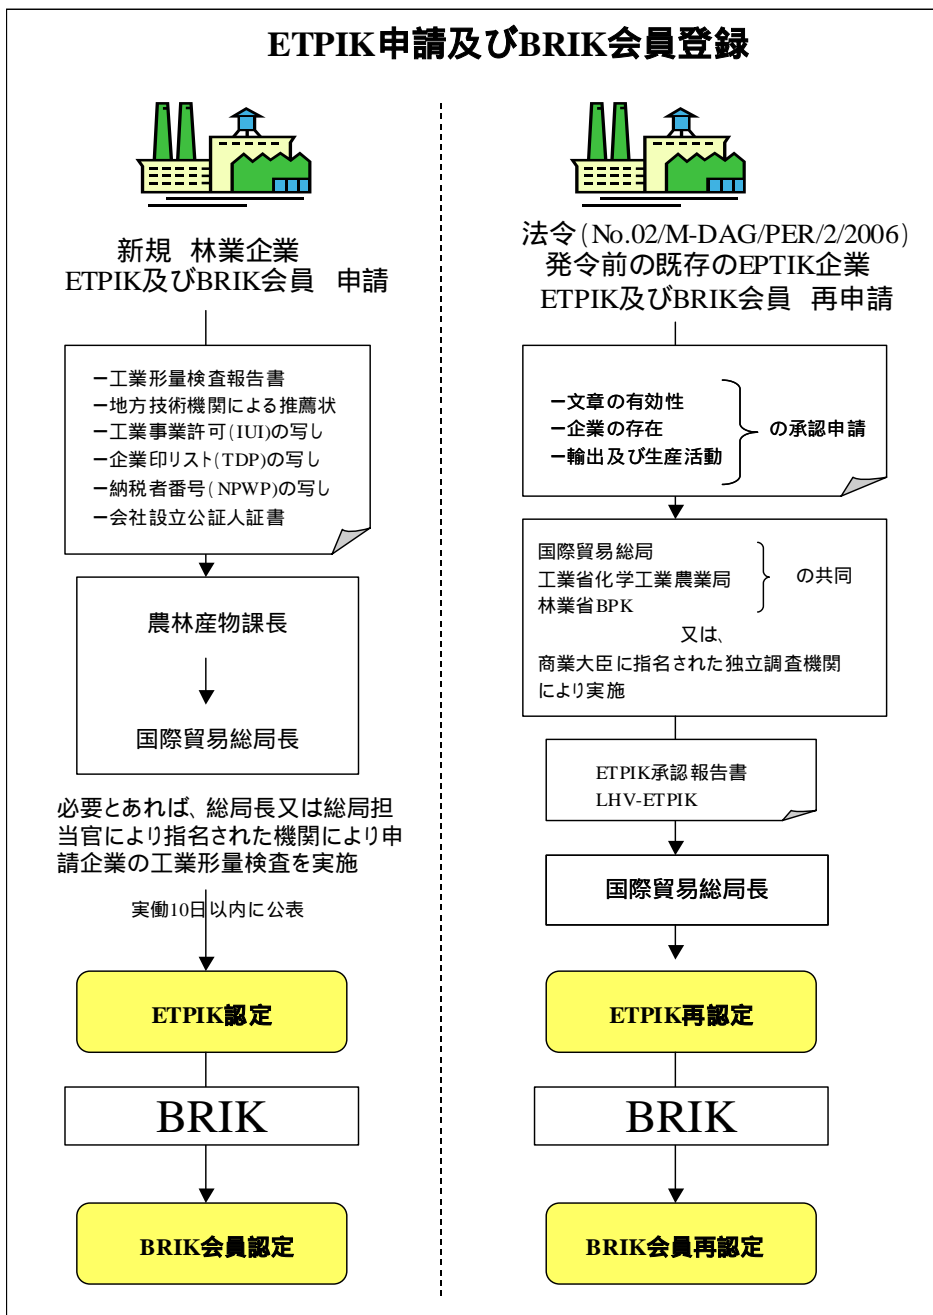 ETPIK申請及びBRIK会員登録
新規 林業企業
ETPIK及びBRIK会員 申請
ー工業形量検査報告書
ー地方技術機関による推薦状
ー工業事業許可(IUI)の写し
ー企業印リスト(TDP)の写し
ー納税者番号(NPWP)の写し
ー会社設立公証人証書
農林産物課長
国際貿易総局長
必要とあれば、総局長又は総局担
当官により指名された機関により申
請企業の工業形量検査を実施
実働10日以内に公表
ETPIK認定
BRIK
BRIK会員認定
法令(No.02/M-DAG/PER/2/2006)
発令前の既存のEPTIK企業
ETPIK及びBRIK会員 再申請
ー文章の有効性
ー企業の存在
ー輸出及び生産活動
の承認申請
国際貿易総局
工業省化学工業農業局
林業省BPK
の共同
又は、
商業大臣に指名された独立調査機関
により実施
ETPIK承認報告書
LHV-ETPIK
国際貿易総局長
ETPIK再認定
BRIK
BRIK会員再認定